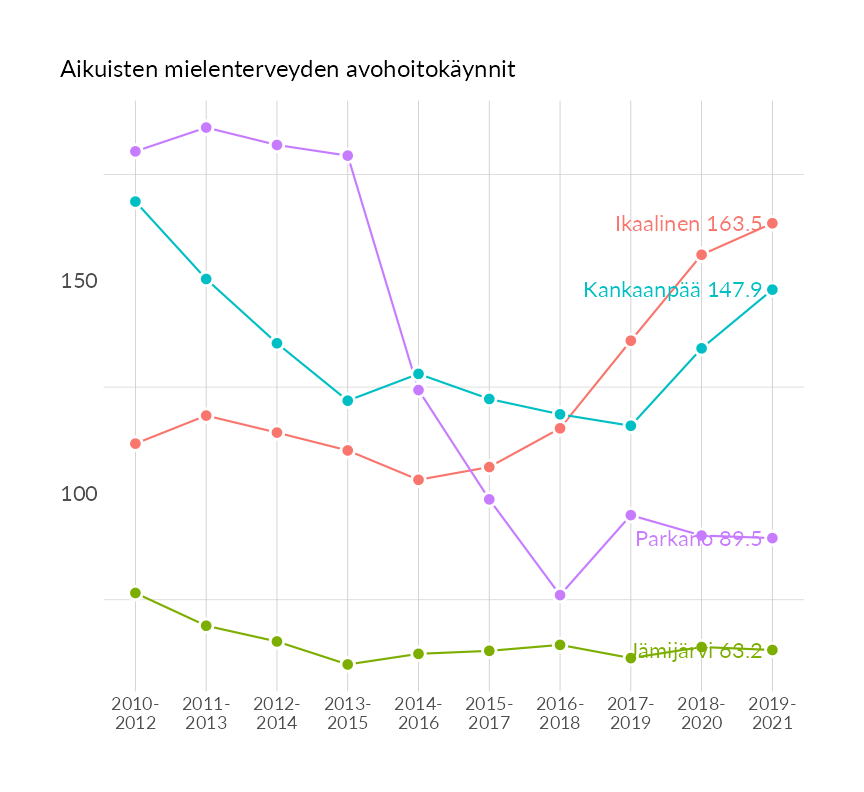 Aikuisten mielenterveyden avohoitokäynnit
Ikaalinen 163.5
150
Kankaanpää 147.9
100
Parkano 89.5
Jämijärvi 63.2
2010- 2011- 2012- 2013- 2014- 2015- 2016- 2017- 2018- 2019-
2012 2013 2014 2015 2016 2017 2018 2019 2020 2021